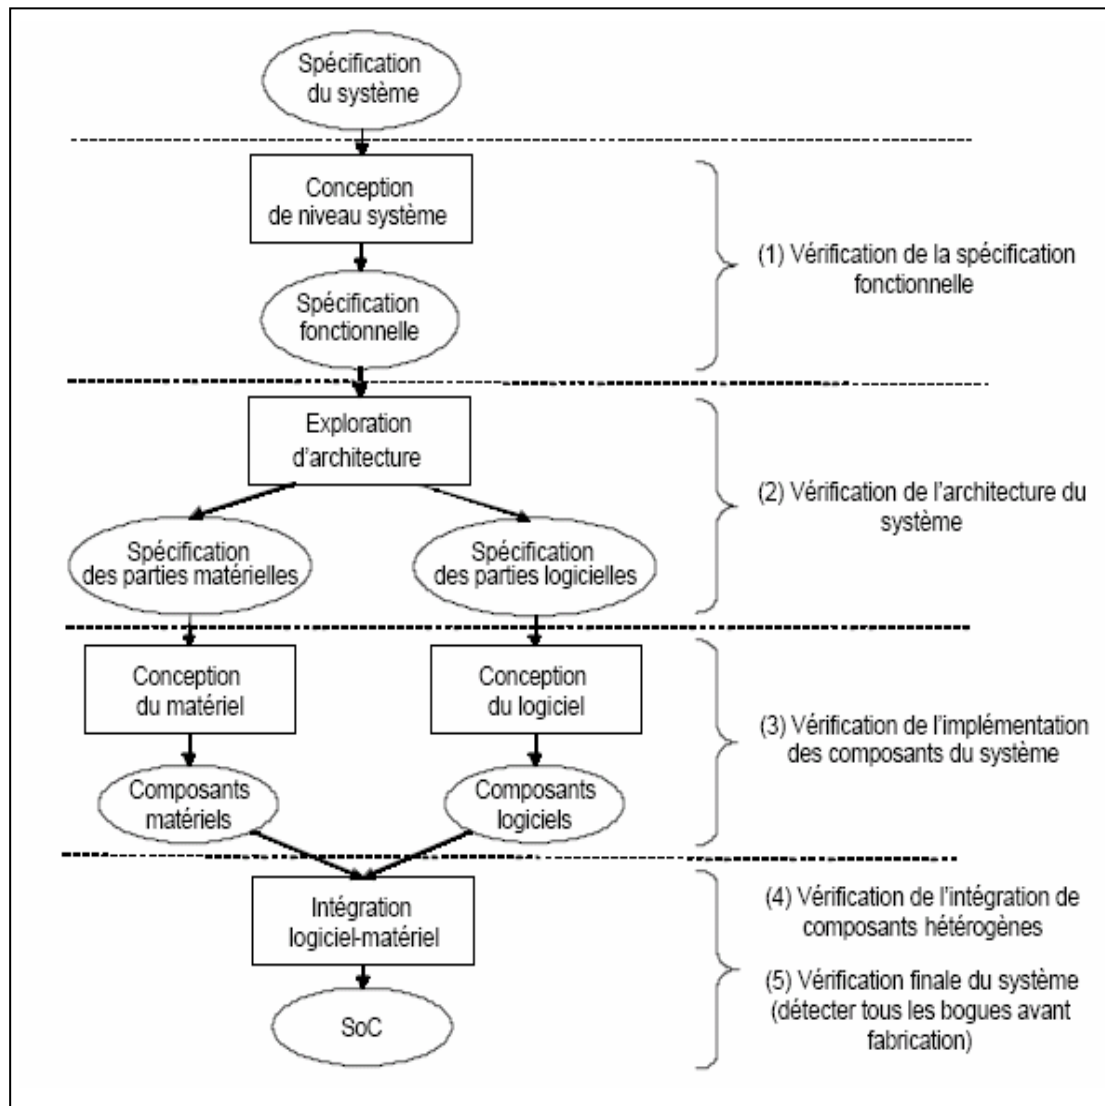 Spécification
du système
Conception
de niveau système
(1) Vérification de la spécification
fonctionnelle
Spécification
fonctionnelle
Exploration
d'architecture
(2) Vérification de l'architecture du
système
Spécification
des parties matérielles
Spécification
des parties logicielles
Conception
du matériel
Conception
du logiciel
(3) Vérification de l'implémentation
des composants du système
Composants
matériels
Composants
logiciels
Intégration
logiciel-matériel
(4) Vérification de l'intégration de
composants hétérogènes
(5) Vérification finale du système
(détecter tous les bogues avant
fabrication)
SoC